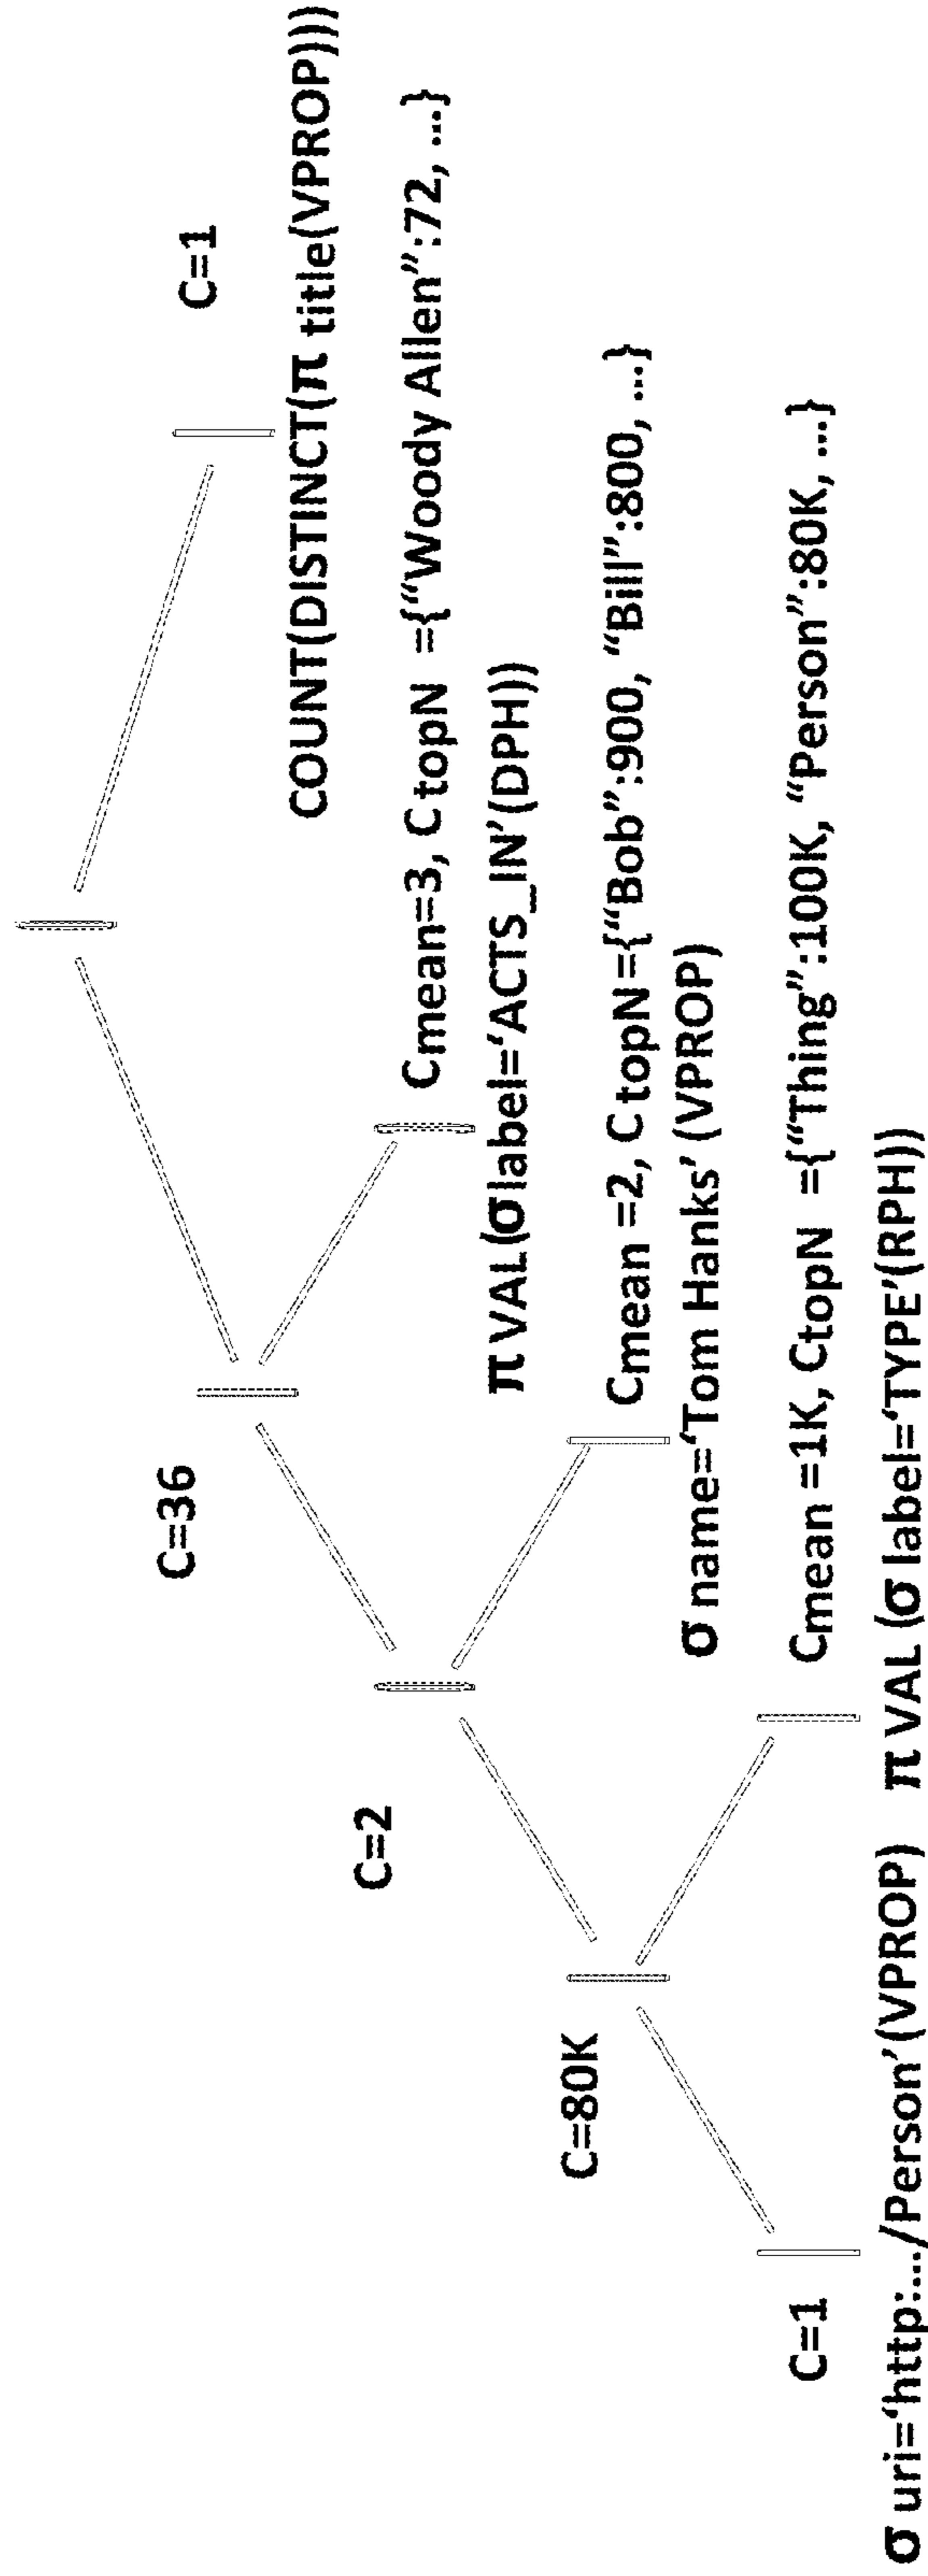 C=1
COUNT(DISTINCT(π title(VPROP)))
C=36
Cmean=3, C topN ={“Woody Allen”:72, ...}
π VAL(σlabel=‘ACTS_IN’(DPH))
C=2
Cmean =2, C topN={“Bob”:900, “Bill”:800, ...}
σ name=‘Tom Hanks’ (VPROP)
C=80K
Cmean =1K, CtopN ={“Thing”:100K, “Person”:80K, ...}
C=1
σ uri=‘http:.../Person’(VPROP) π VAL (σ label=‘TYPE’(RPH))